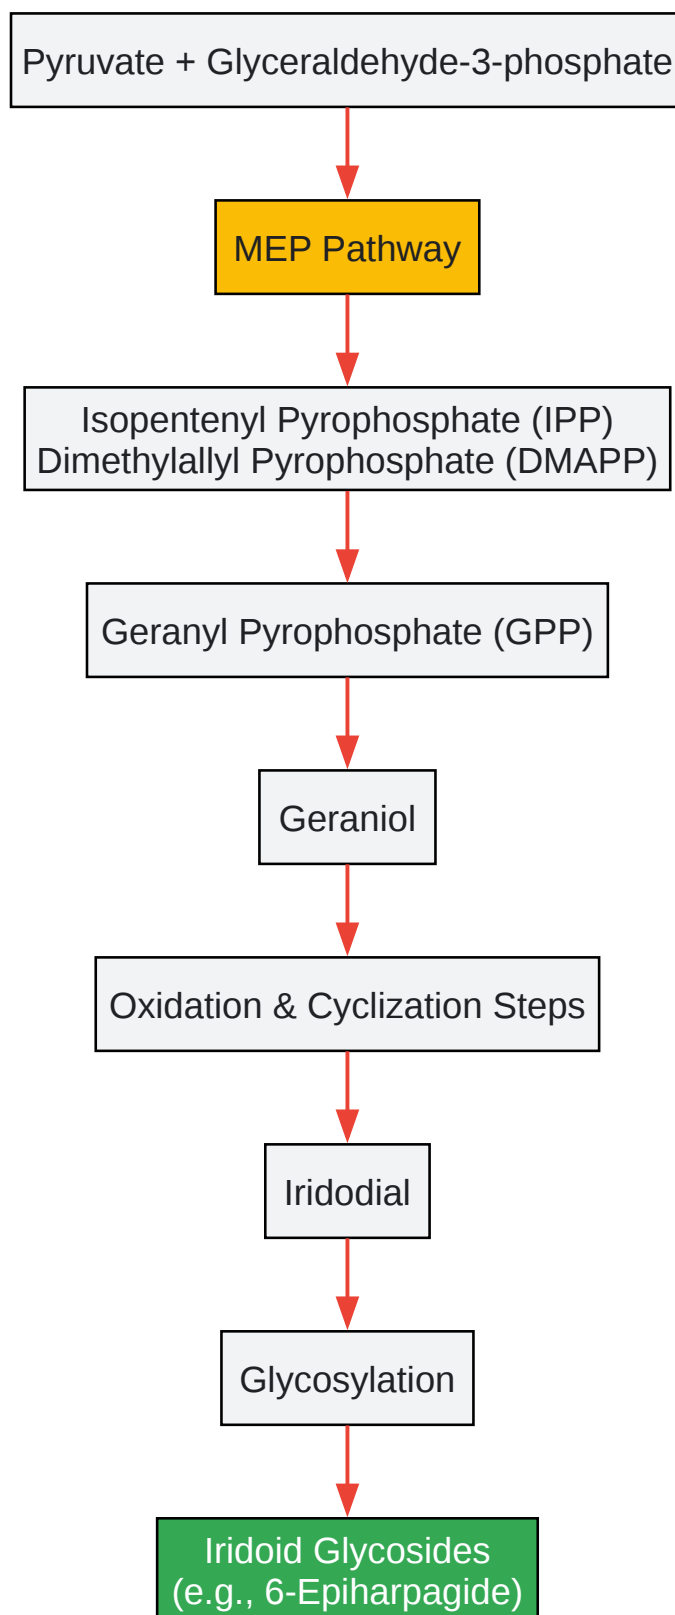 Pyruvate + Glyceraldehyde-3-phosphate
MEP Pathway
Isopentenyl Pyrophosphate (IPP)
Dimethylallyl Pyrophosphate (DMAPP)
Geranyl Pyrophosphate (GPP)
Geraniol
Oxidation & Cyclization Steps
Iridodial
Glycosylation
Iridoid Glycosides
(e.g., 6-Epiharpagide)